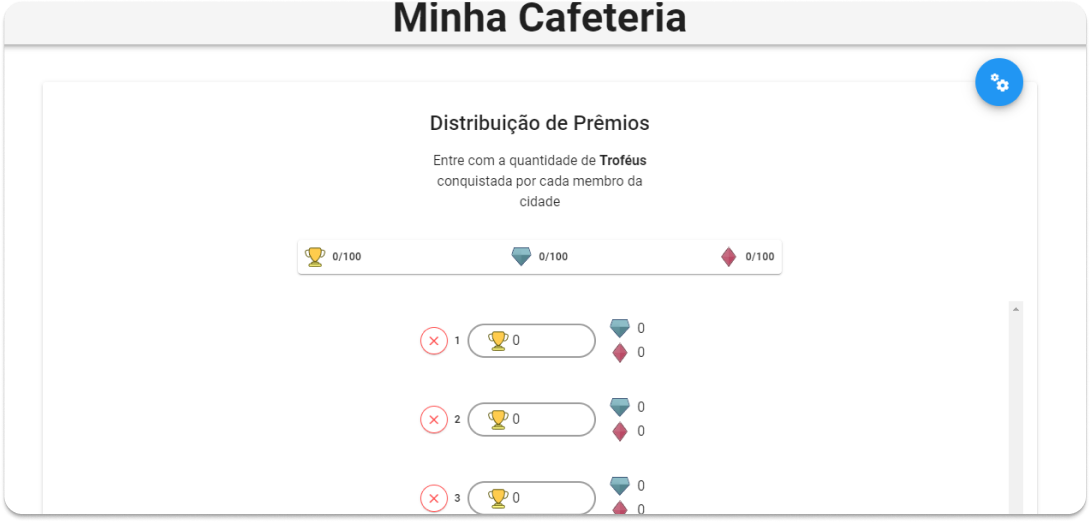 Minha Cafeteria
Distribuição de Prêmios
Entre com a quantidade de Troféus
conquistada por cada membro da
cidade
0/100 0/100 0/100
1 0 0
0
2 0 0
0
3 0 0
0